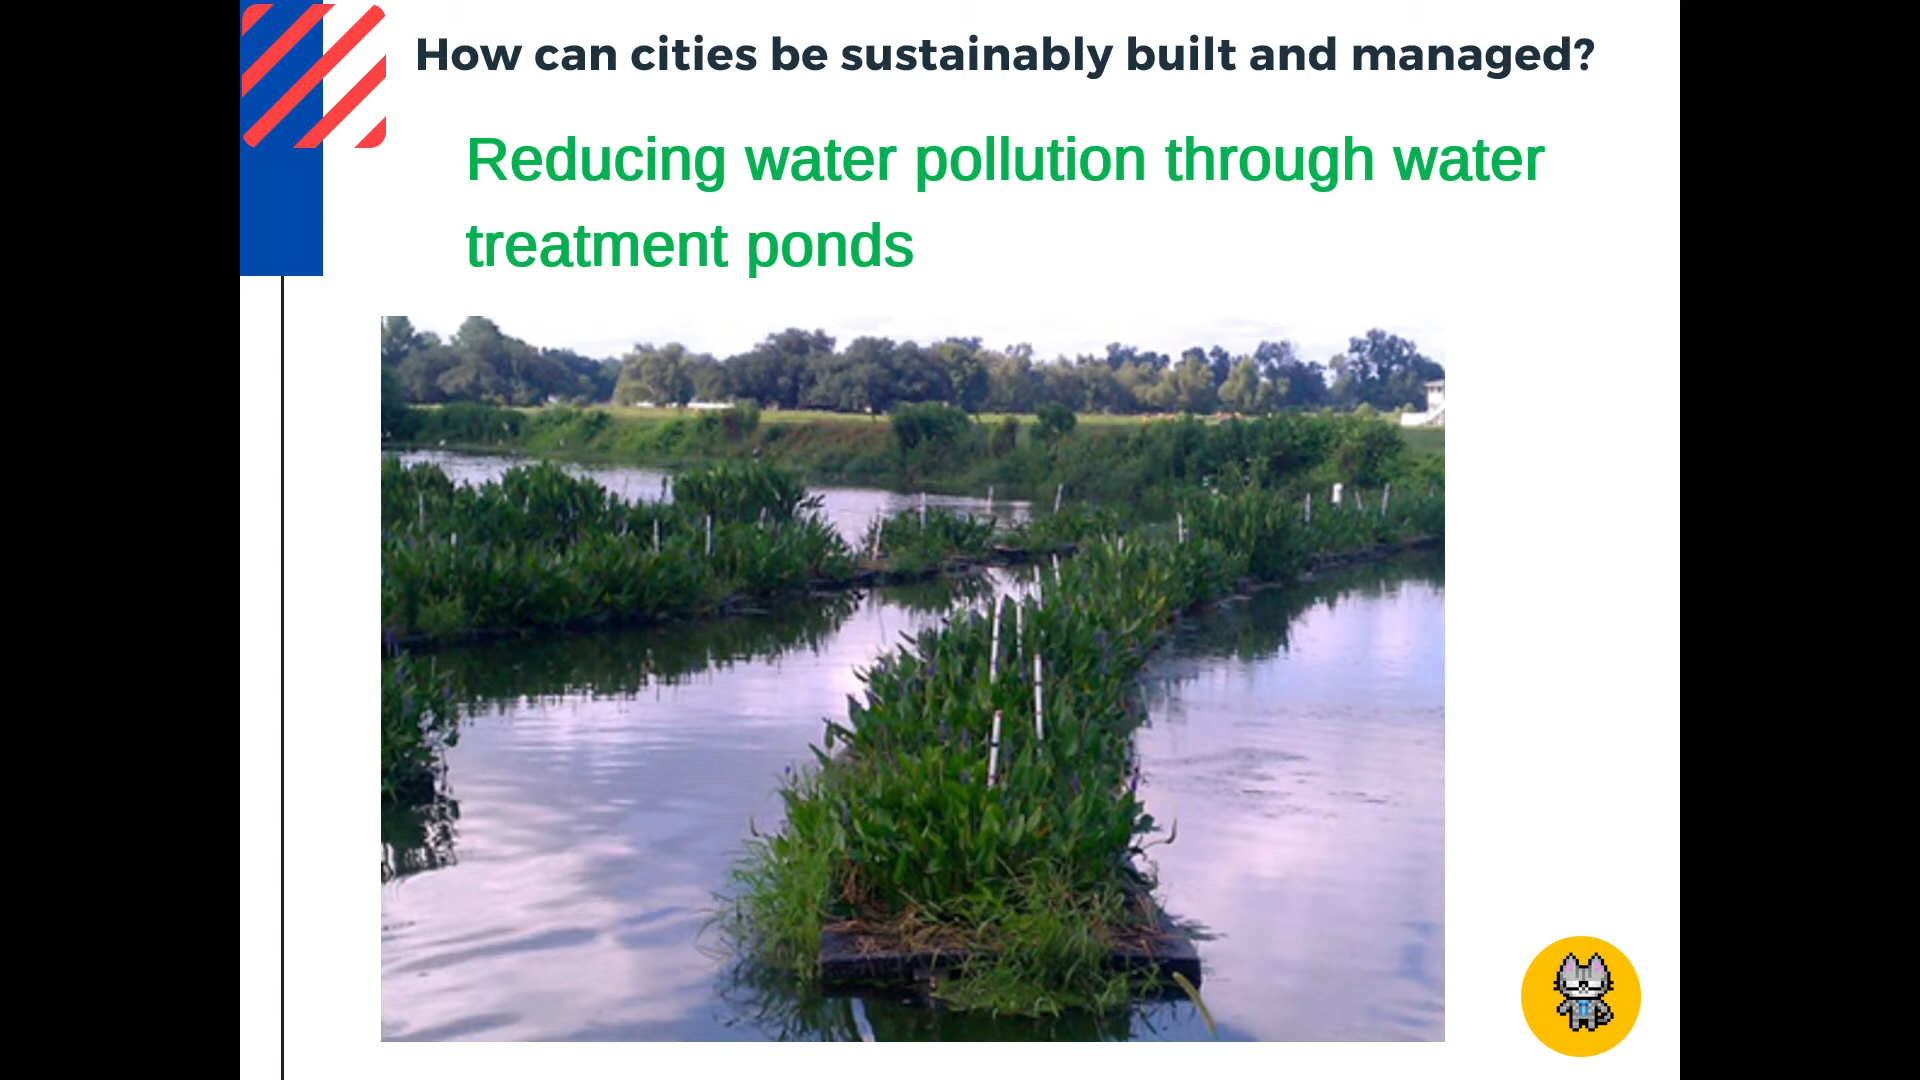 How can cities be sustainably built and managed?
Reducing water pollution through water
treatment ponds